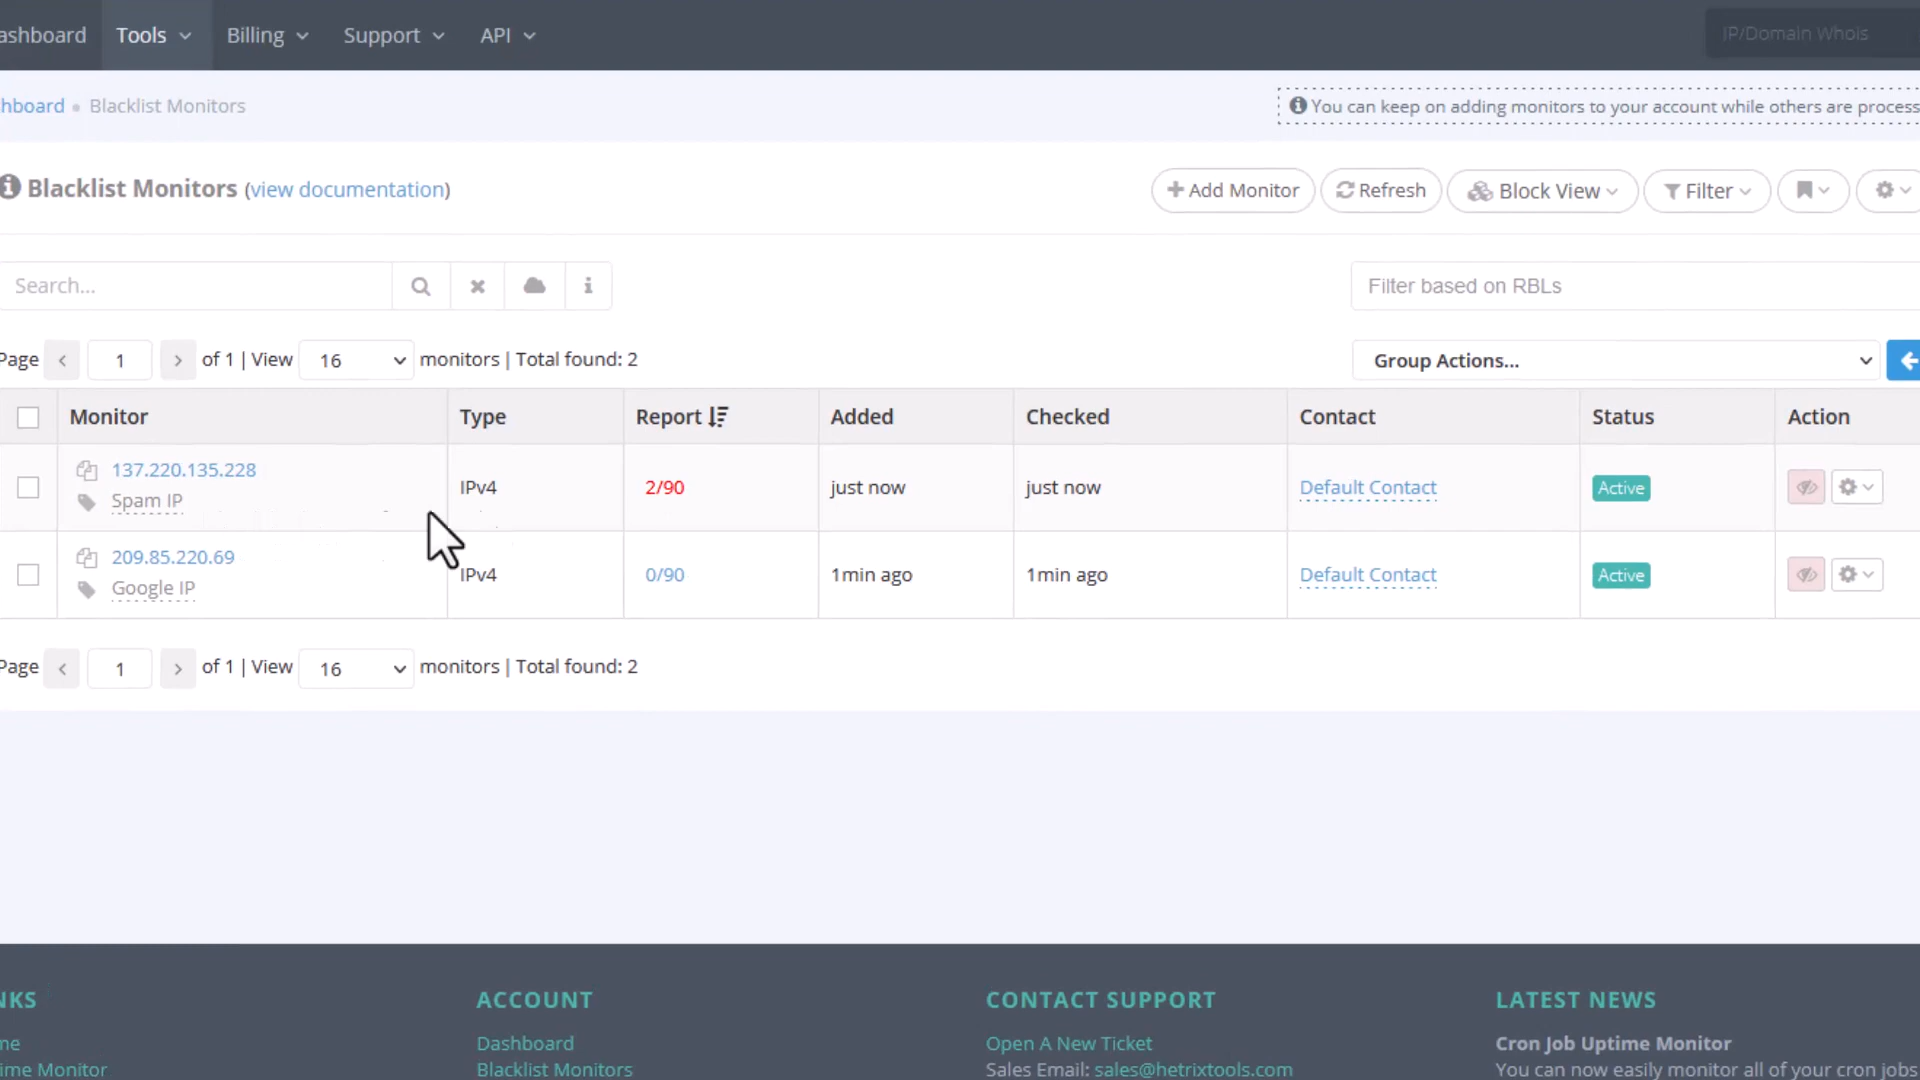 ashboard Tools Billing Support API IP/Domain Whois
hboard • Blacklist Monitors You can keep on adding monitors to your account while others are process
Blacklist Monitors (view documentation) Add Monitor Refresh Block View Filter
Search... Filter based on RBLs
Page 1 of 1 | View 16 monitors | Total found: 2 Group Actions...
Monitor Type Report Added Checked Contact Status Action
137.220.135.228
Spam IP IPv4 2/90 just now just now Default Contact Active
209.85.220.69
Google IP IPv4 0/90 1min ago 1min ago Default Contact Active
Page 1 of 1 | View 16 monitors | Total found: 2
NKS ACCOUNT CONTACT SUPPORT LATEST NEWS
me Dashboard Open A New Ticket Cron Job Uptime Monitor
ime Monitor Blacklist Monitors Sales Email: sales@hetrixtools.com You can now easily monitor all of your cron jobs